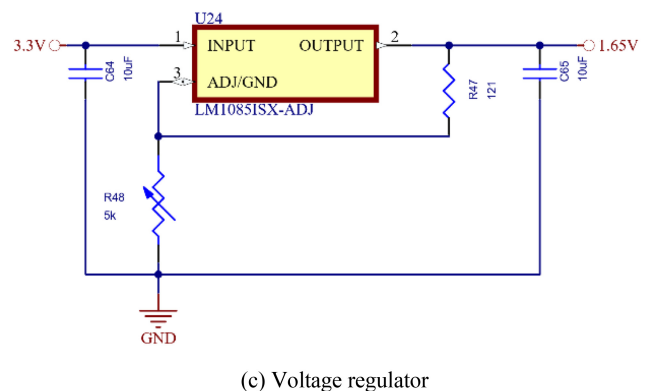 U24
3.3V
1
INPUT
OUTPUT
2
1.65V
C64
10uF
3
ADJ/GND
R47
121
C65
10uF
LM1085ISX-ADJ
R48
5k
GND
(c) Voltage regulator